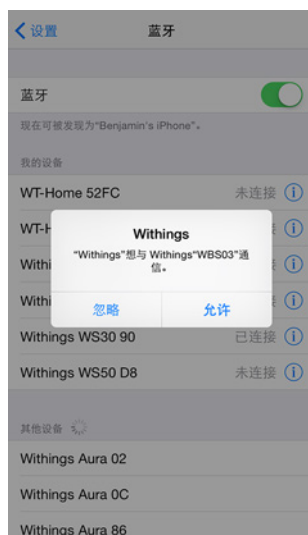 设置
蓝牙
蓝牙
现在可被发现为“Benjamin's iPhone”。
我的设备
WT-Home 52FC 未连接
WT-H
Withings
“Withings”想与 Withings“WBS03”通
信。
Withi
Withi
忽略 允许
Withings WS30 90 已连接
Withings WS50 D8 未连接
其他设备
Withings Aura 02
Withings Aura 0C
Withings Aura 86